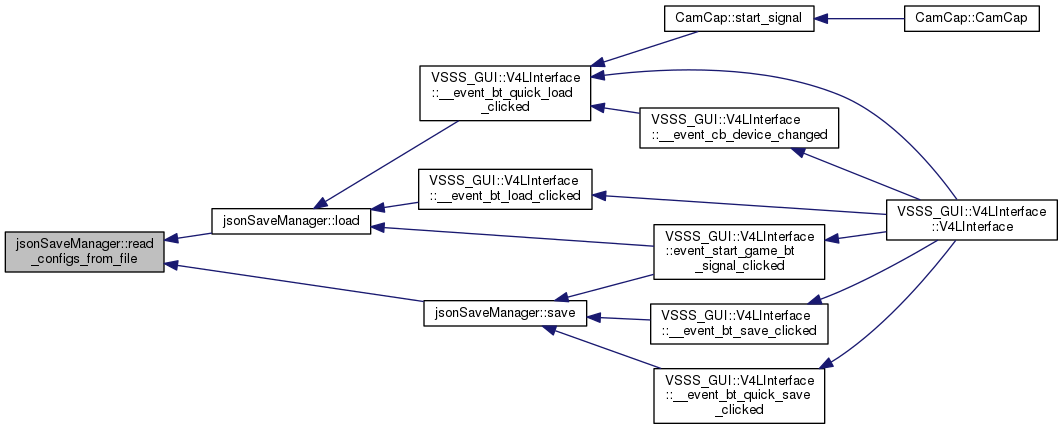 CamCap::start_signal
CamCap::CamCap
VSSS_GUI::V4LInterface
::__event_bt_quick_load
_clicked
VSSS_GUI::V4LInterface
::__event_cb_device_changed
VSSS_GUI::V4LInterface
::__event_bt_load_clicked
jsonSaveManager::load
VSSS_GUI::V4LInterface
::V4LInterface
jsonSaveManager::read
_configs_from_file
VSSS_GUI::V4LInterface
::event_start_game_bt
_signal_clicked
jsonSaveManager::save
VSSS_GUI::V4LInterface
::__event_bt_save_clicked
VSSS_GUI::V4LInterface
::__event_bt_quick_save
_clicked